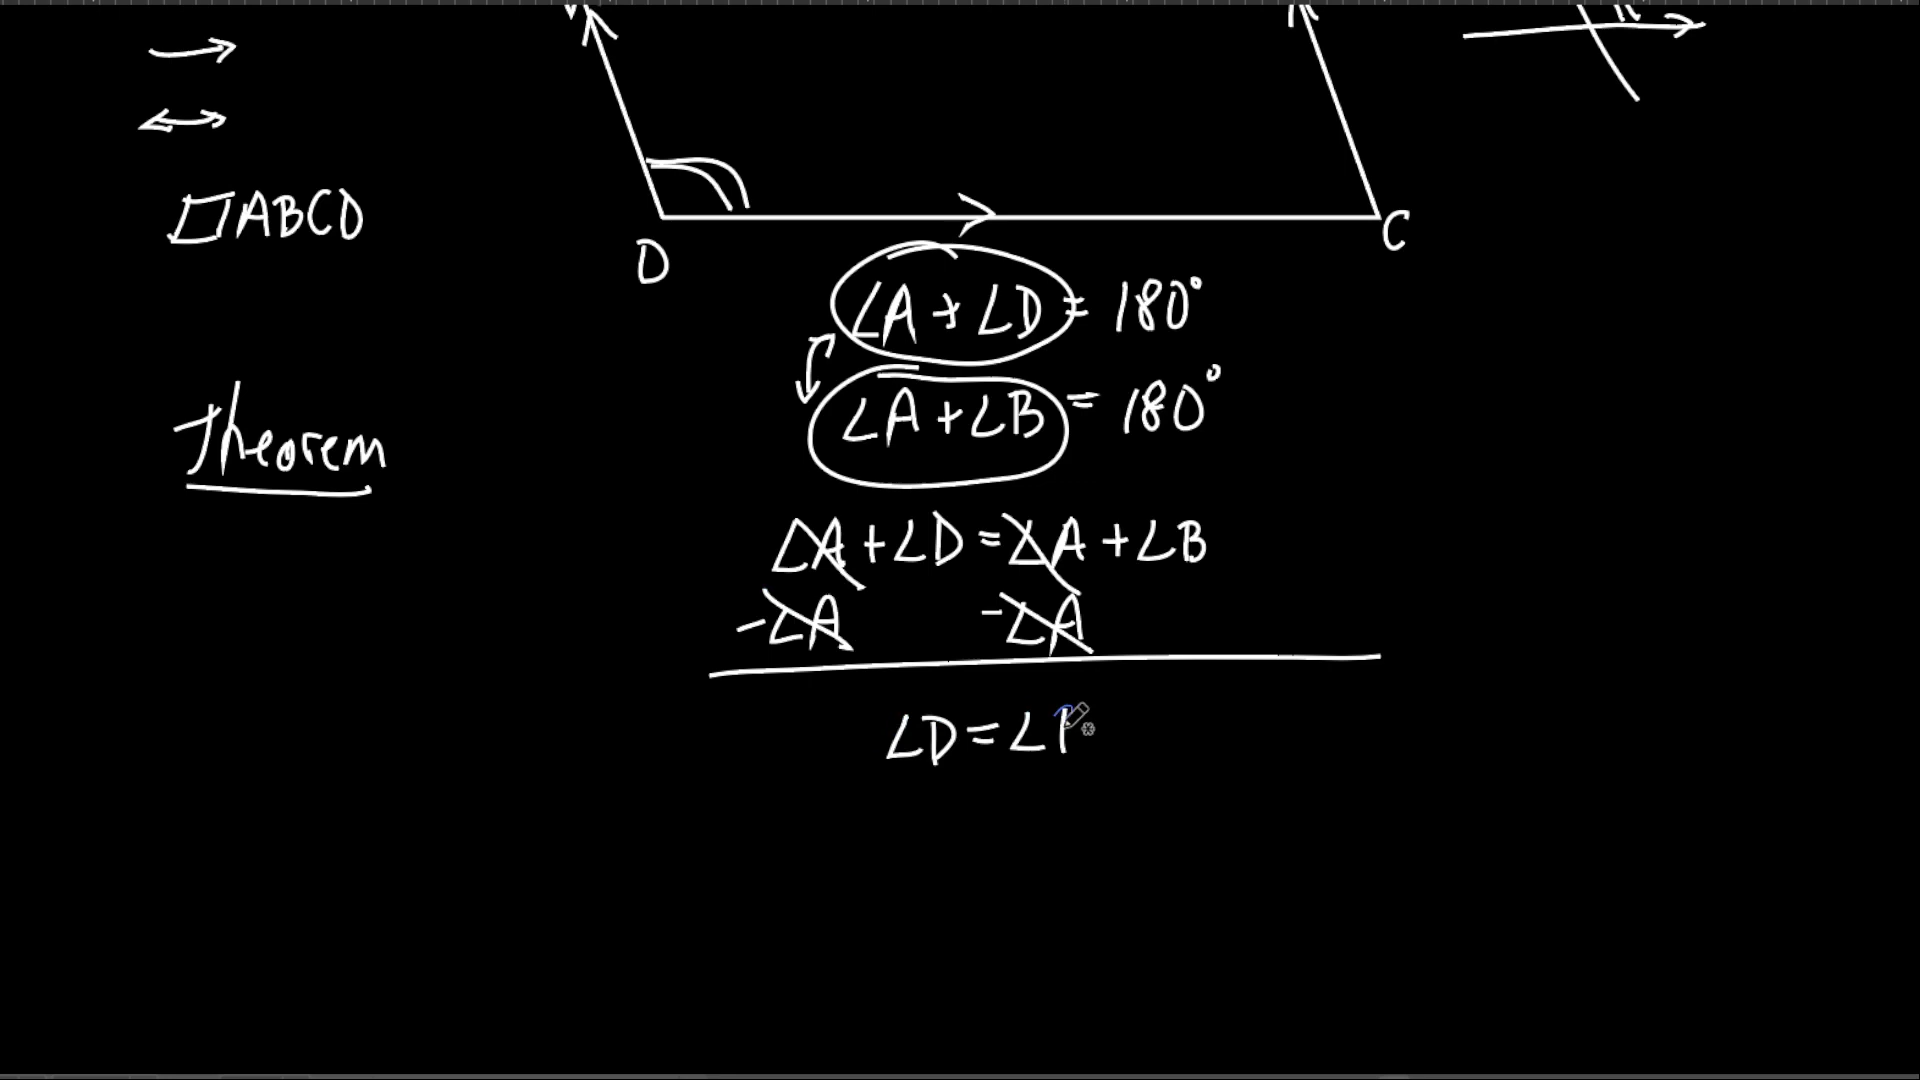 ▱ABCD
D
C
∠A + ∠D = 180°
∠A + ∠B = 180°
Theorem
∠A + ∠D = ∠A + ∠B
-∠A -∠A
∠D = ∠